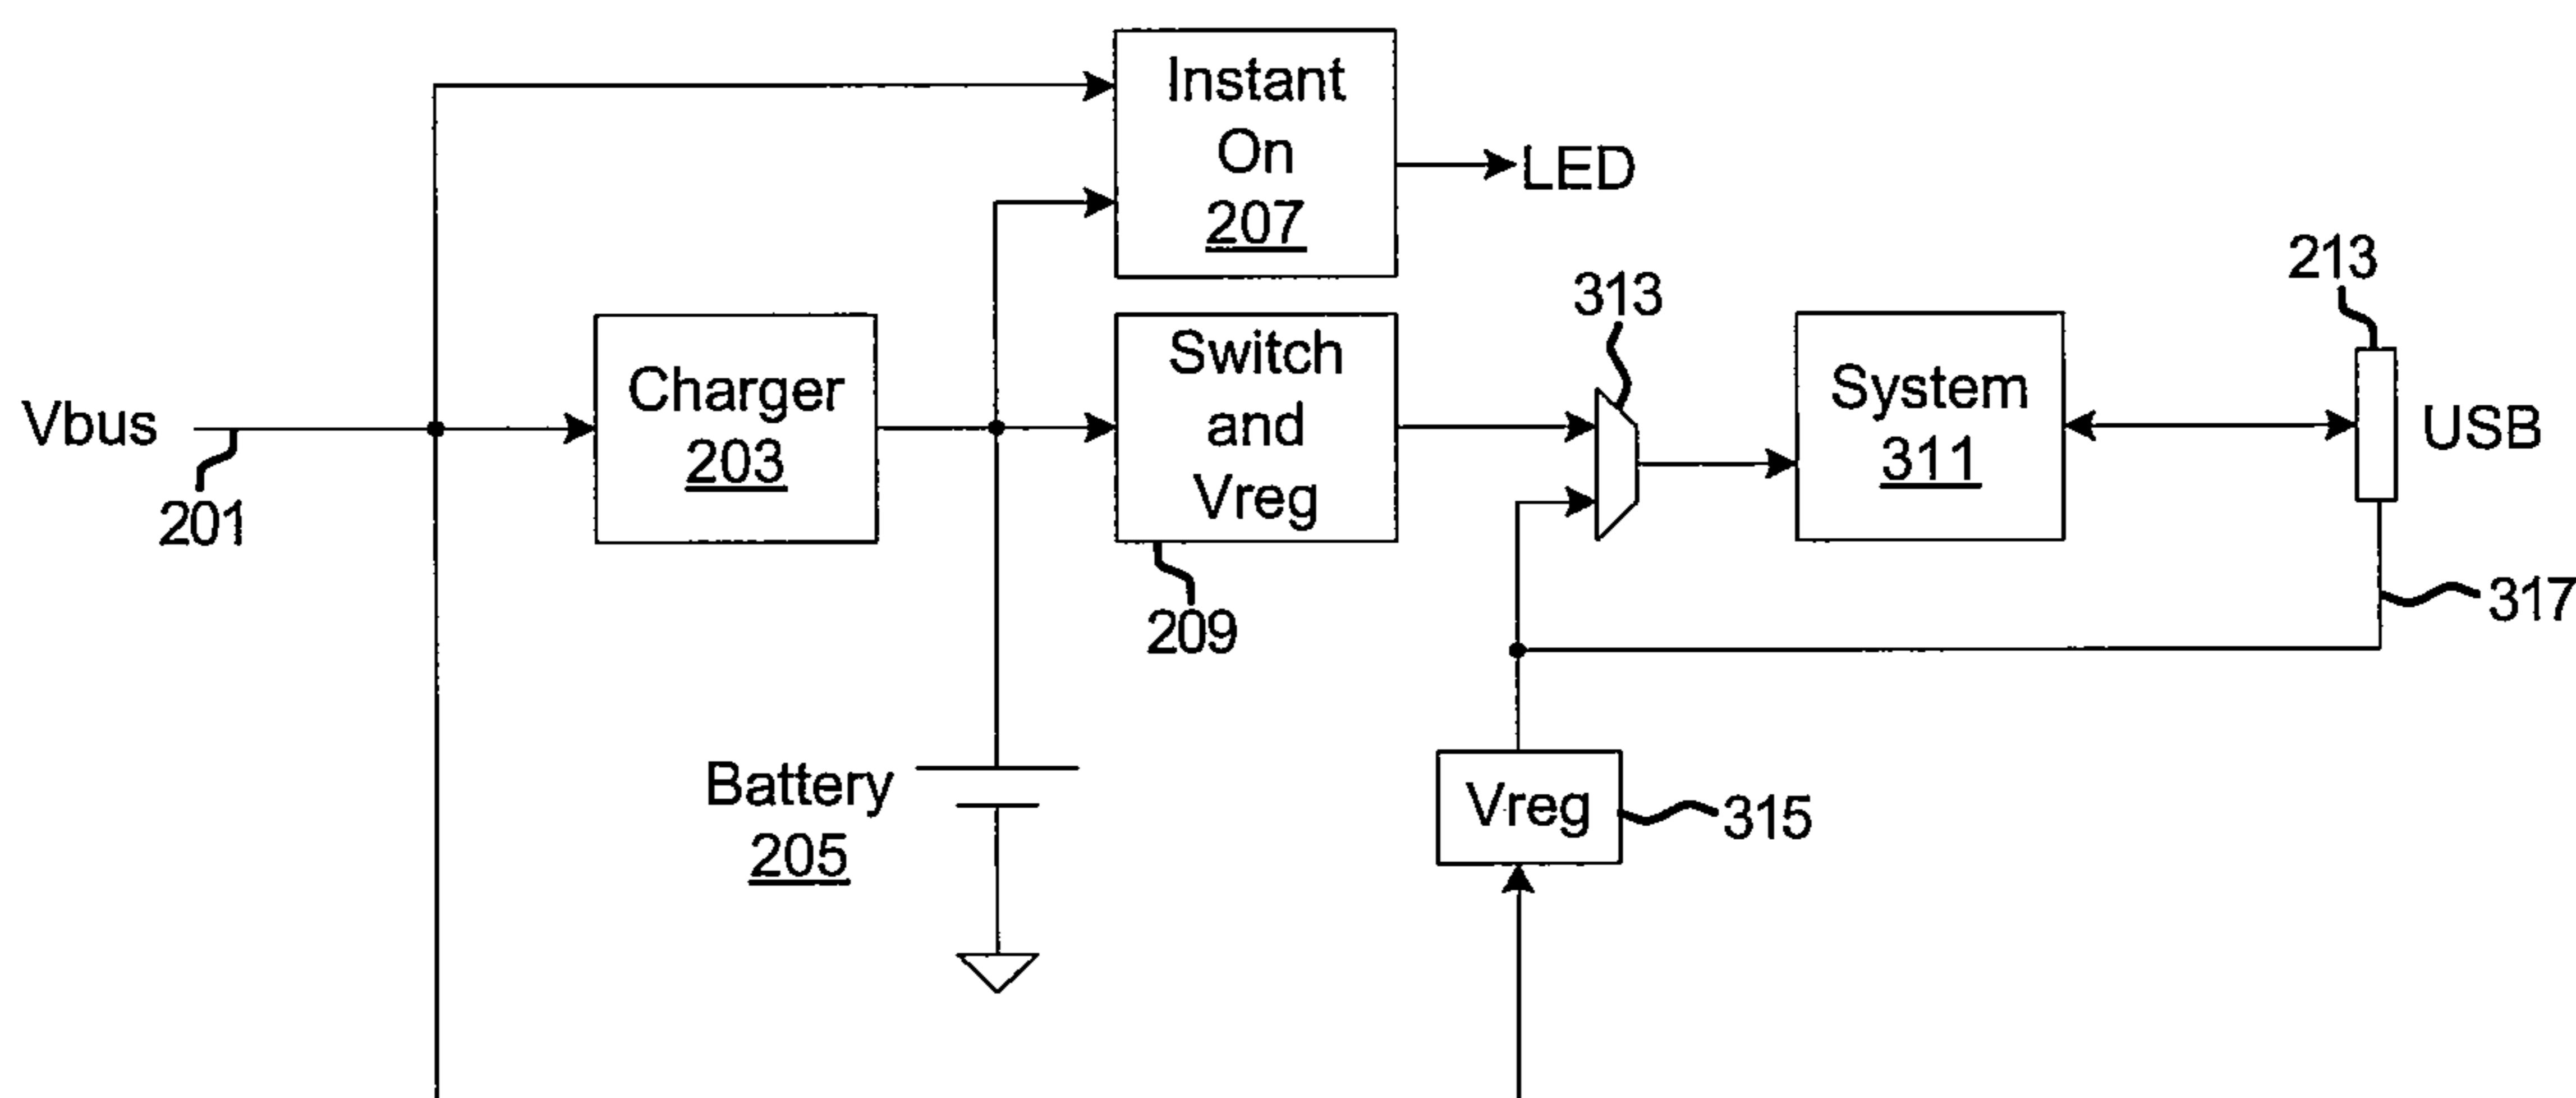 Instant
On
207
LED
213
313
Switch
and
Vreg
System
311
Charger
203
Vbus
USB
201
209
317
Battery
205
Vreg
315